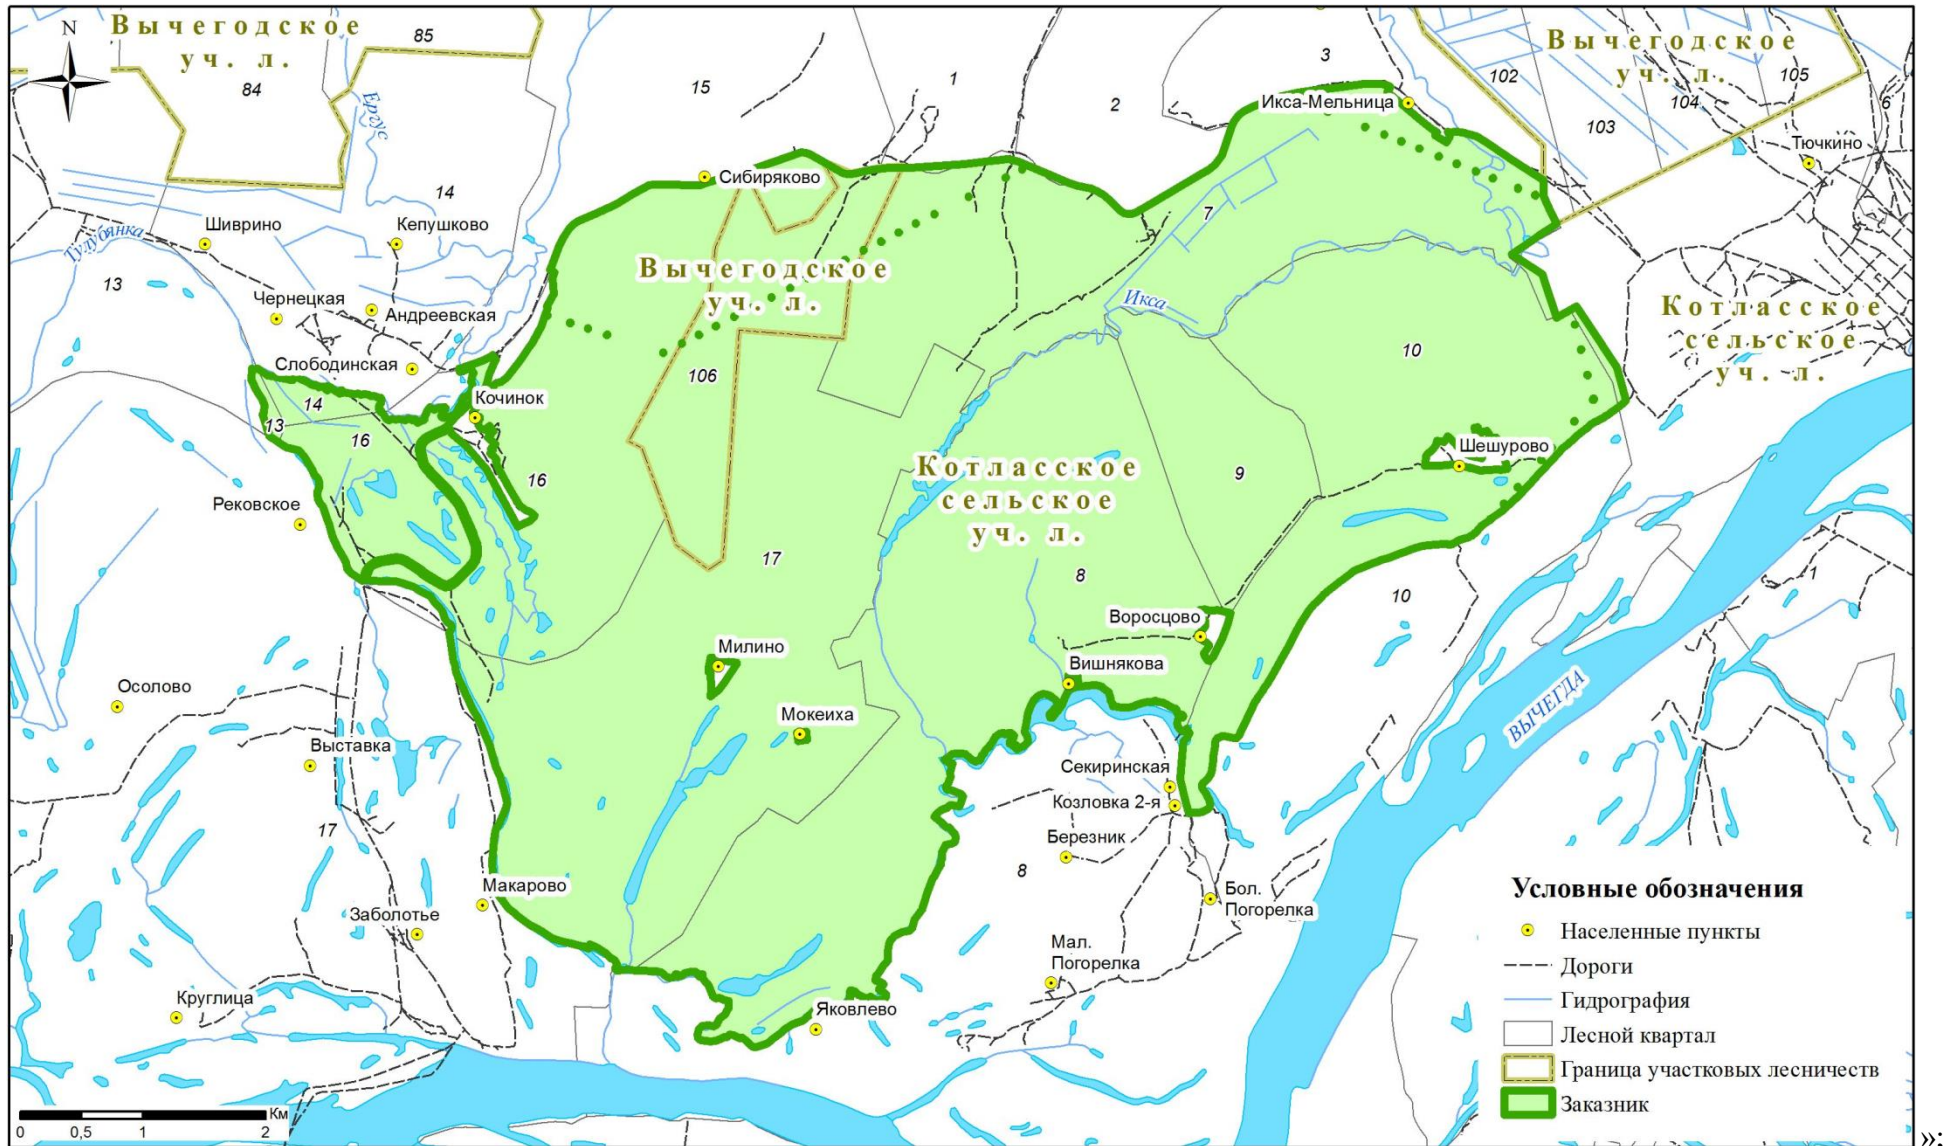 N
Вычегодское
уч. л.
85
84
Ергус
14
15
1
2
3
Икса-Мельница
Вычегодское
уч. л.
102
103
104
105
6
Тючкино
Сибиряково
Шиврино
Кепушково
Тулубянка
13
Чернецкая
Андреевская
Слободинская
Вычегодское
уч. л.
7
Икса
Котласское
сельское
уч. л.
106
10
14
13
16
Кочинок
16
Рековское
Котласское
сельское
уч. л.
9
Шешурово
17
8
10
1
Воросцово
Милино
Вишнякова
Осолово
Мокеиха
ВЫЧЕГДА
Выставка
Секиринская
Козловка 2-я
17
Березник
8
Макарово
Заболотье
Бол.
Погорелка
Мал.
Погорелка
Круглица
Яковлево
Условные обозначения
Населенные пункты
Дороги
Гидрография
Лесной квартал
Граница участковых лесничеств
Заказник
Км
0 0,5 1 2
»;